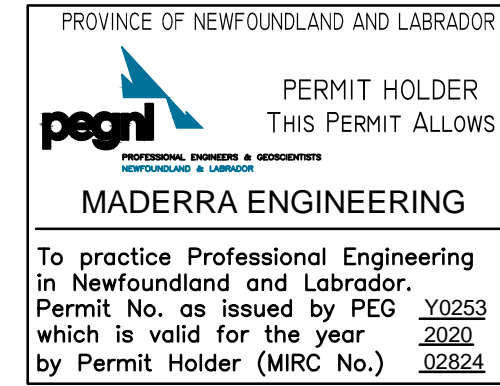 PROVINCE OF NEWFOUNDLAND AND LABRADOR
pegnl
PERMIT HOLDER
THIS PERMIT ALLOWS
PROFESSIONAL ENGINEERS & GEOSCIENTISTS
NEWFOUNDLAND & LABRADOR
MADERRA ENGINEERING
To practice Professional Engineering
in Newfoundland and Labrador.
Permit No. as issued by PEG Y0253
which is valid for the year 2020
by Permit Holder (MIRC No.) 02824